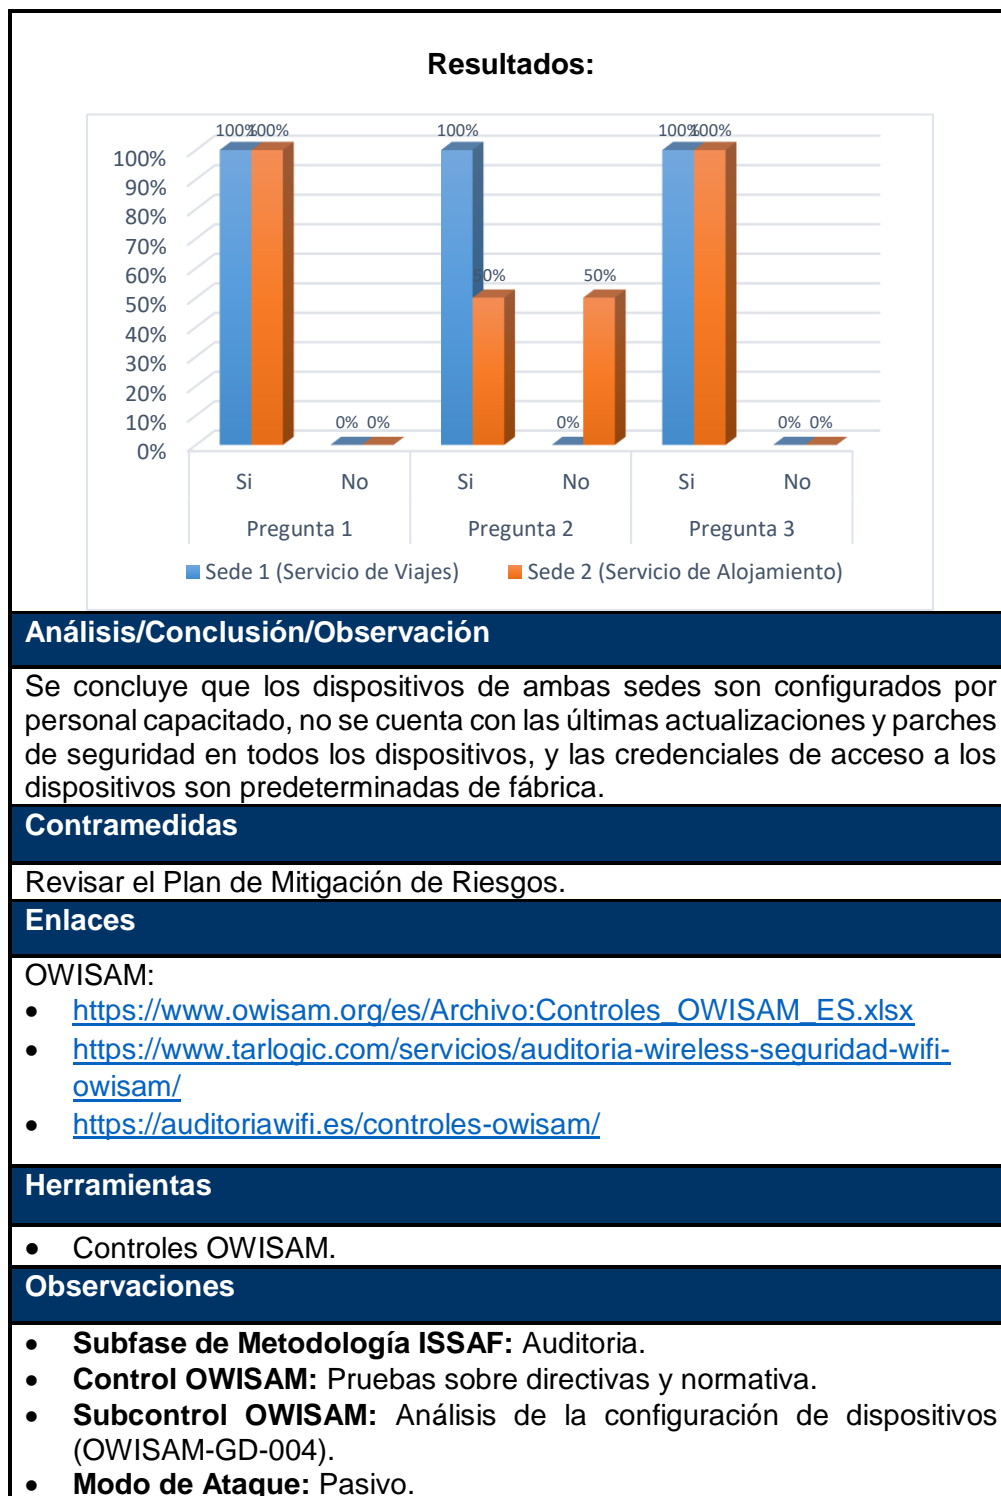 Resultados:
100% 100% 100% 100% 100%
100%
90%
80%
70%
60% 50% 50%
50%
40%
30%
20%
10% 0% 0% 0% 0% 0%
0%
Si No Si No Si No
Pregunta 1 Pregunta 2 Pregunta 3
Sede 1 (Servicio de Viajes) Sede 2 (Servicio de Alojamiento)
Análisis/Conclusión/Observación
Se concluye que los dispositivos de ambas sedes son configurados por
personal capacitado, no se cuenta con las últimas actualizaciones y parches
de seguridad en todos los dispositivos, y las credenciales de acceso a los
dispositivos son predeterminadas de fábrica.
Contramedidas
Revisar el Plan de Mitigación de Riesgos.
Enlaces
OWISAM:
• https://www.owisam.org/es/Archivo:Controles_OWISAM_ES.xlsx
• https://www.tarlogic.com/servicios/auditoria-wireless-seguridad-wifi-
owisam/
• https://auditoriawifi.es/controles-owisam/
Herramientas
• Controles OWISAM.
Observaciones
• Subfase de Metodología ISSAF: Auditoria.
• Control OWISAM: Pruebas sobre directivas y normativa.
• Subcontrol OWISAM: Análisis de la configuración de dispositivos
(OWISAM-GD-004).
• Modo de Ataque: Pasivo.